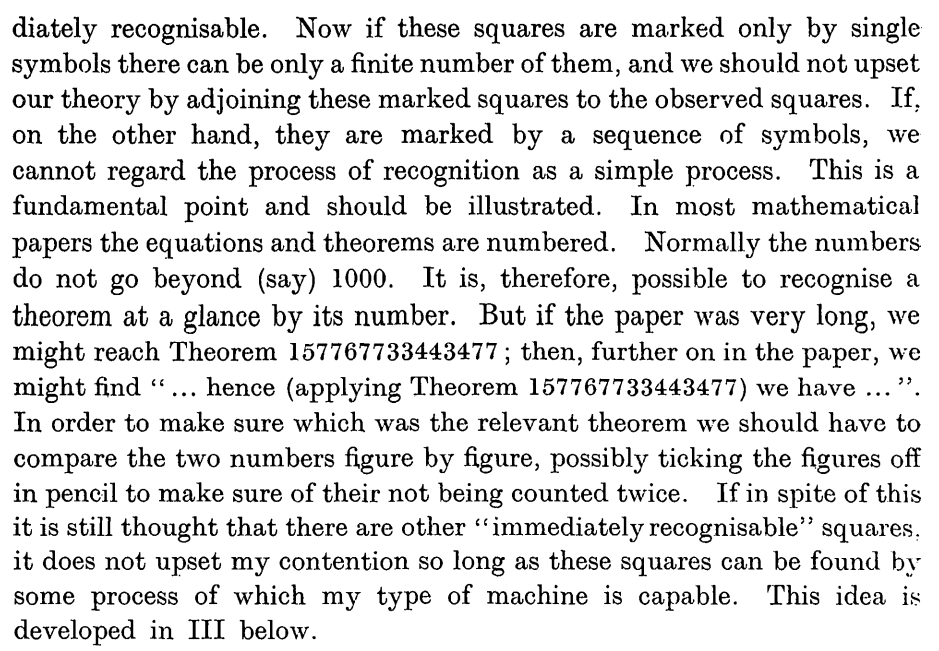 diately recognisable. Now if these squares are marked only by single
symbols there can be only a finite number of them, and we should not upset
our theory by adjoining these marked squares to the observed squares. If,
on the other hand, they are marked by a sequence of symbols, we
cannot regard the process of recognition as a simple process. This is a
fundamental point and should be illustrated. In most mathematical
papers the equations and theorems are numbered. Normally the numbers
do not go beyond (say) 1000. It is, therefore, possible to recognise a
theorem at a glance by its number. But if the paper was very long, we
might reach Theorem 157767733443477; then, further on in the paper, we
might find “... hence (applying Theorem 157767733443477) we have ...”.
In order to make sure which was the relevant theorem we should have to
compare the two numbers figure by figure, possibly ticking the figures off
in pencil to make sure of their not being counted twice. If in spite of this
it is still thought that there are other “immediately recognisable” squares,
it does not upset my contention so long as these squares can be found by
some process of which my type of machine is capable. This idea is
developed in III below.